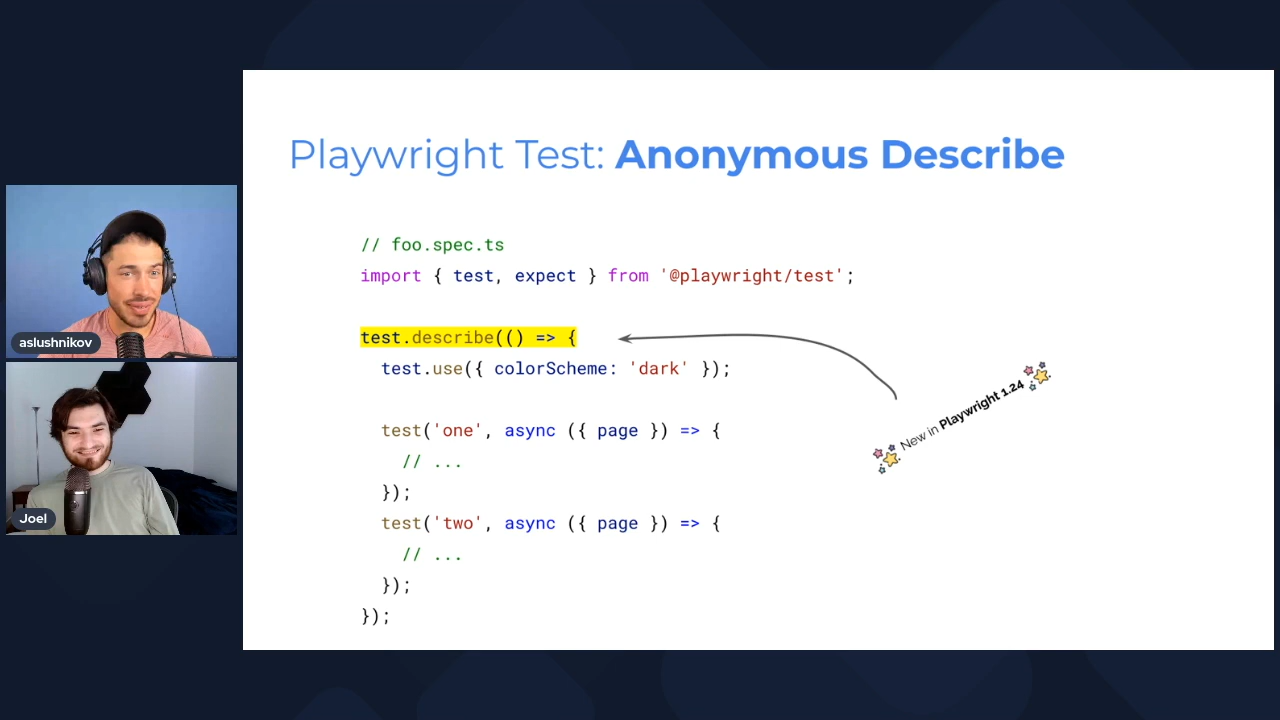 Playwright Test: Anonymous Describe
// foo.spec.ts
import { test, expect } from '@playwright/test';
test.describe(() => {
test.use({ colorScheme: 'dark' });
test('one', async ({ page }) => {
// ...
});
test('two', async ({ page }) => {
// ...
});
});
New in Playwright 1.24
aslushnikov
Joel